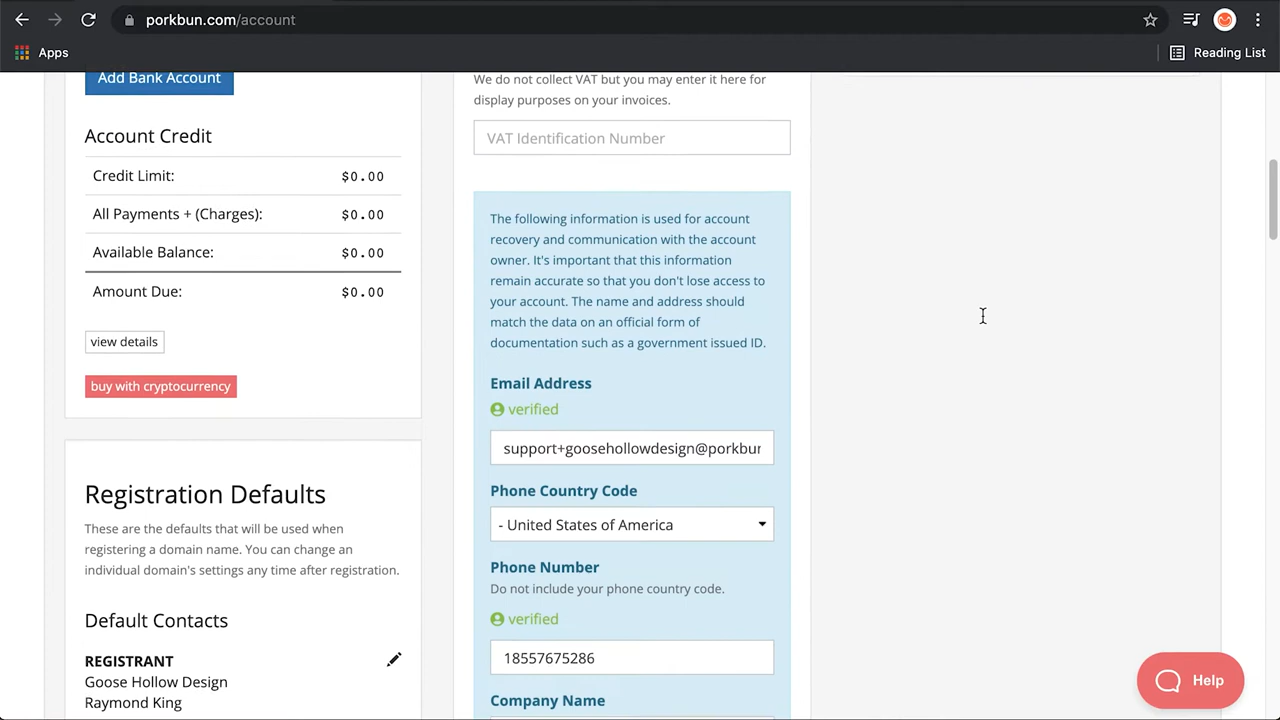 porkbun.com/account
Apps
Reading List
Add Bank Account
Account Credit
Credit Limit: $0.00
All Payments + (Charges): $0.00
Available Balance: $0.00
Amount Due: $0.00
view details
buy with cryptocurrency
Registration Defaults
These are the defaults that will be used when
registering a domain name. You can change an
individual domain's settings any time after registration.
Default Contacts
REGISTRANT
Goose Hollow Design
Raymond King
We do not collect VAT but you may enter it here for
display purposes on your invoices.
VAT Identification Number
The following information is used for account
recovery and communication with the account
owner. It's important that this information
remain accurate so that you don't lose access to
your account. The name and address should
match the data on an official form of
documentation such as a government issued ID.
Email Address
verified
support+goosehollowdesign@porkbun
Phone Country Code
- United States of America
Phone Number
Do not include your phone country code.
verified
18557675286
Company Name
Help